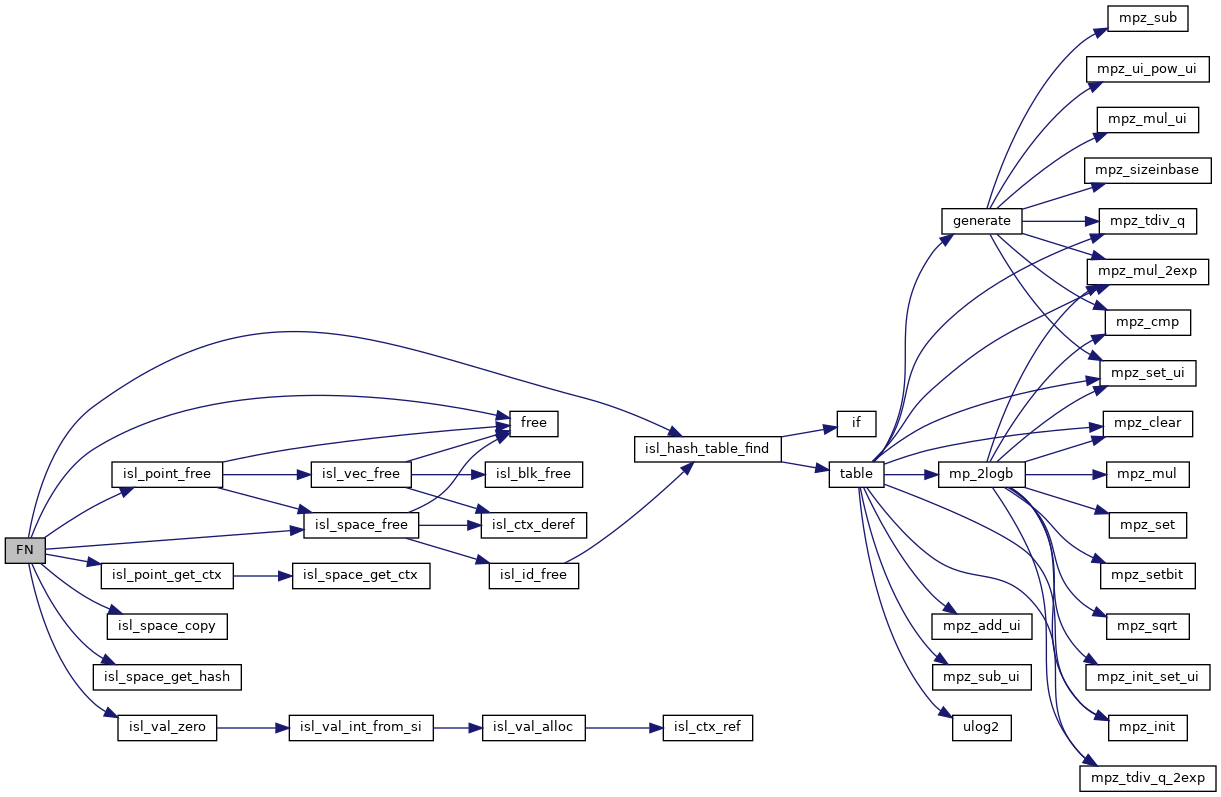 FN
isl_point_free
isl_point_get_ctx
isl_space_copy
isl_space_get_hash
isl_val_zero
isl_vec_free
isl_space_free
isl_space_get_ctx
isl_val_int_from_si
free
isl_blk_free
isl_ctx_deref
isl_id_free
isl_val_alloc
isl_hash_table_find
isl_ctx_ref
if
table
generate
mp_2logb
mpz_add_ui
mpz_sub_ui
ulog2
mpz_sub
mpz_ui_pow_ui
mpz_mul_ui
mpz_sizeinbase
mpz_tdiv_q
mpz_mul_2exp
mpz_cmp
mpz_set_ui
mpz_clear
mpz_mul
mpz_set
mpz_setbit
mpz_sqrt
mpz_init_set_ui
mpz_init
mpz_tdiv_q_2exp